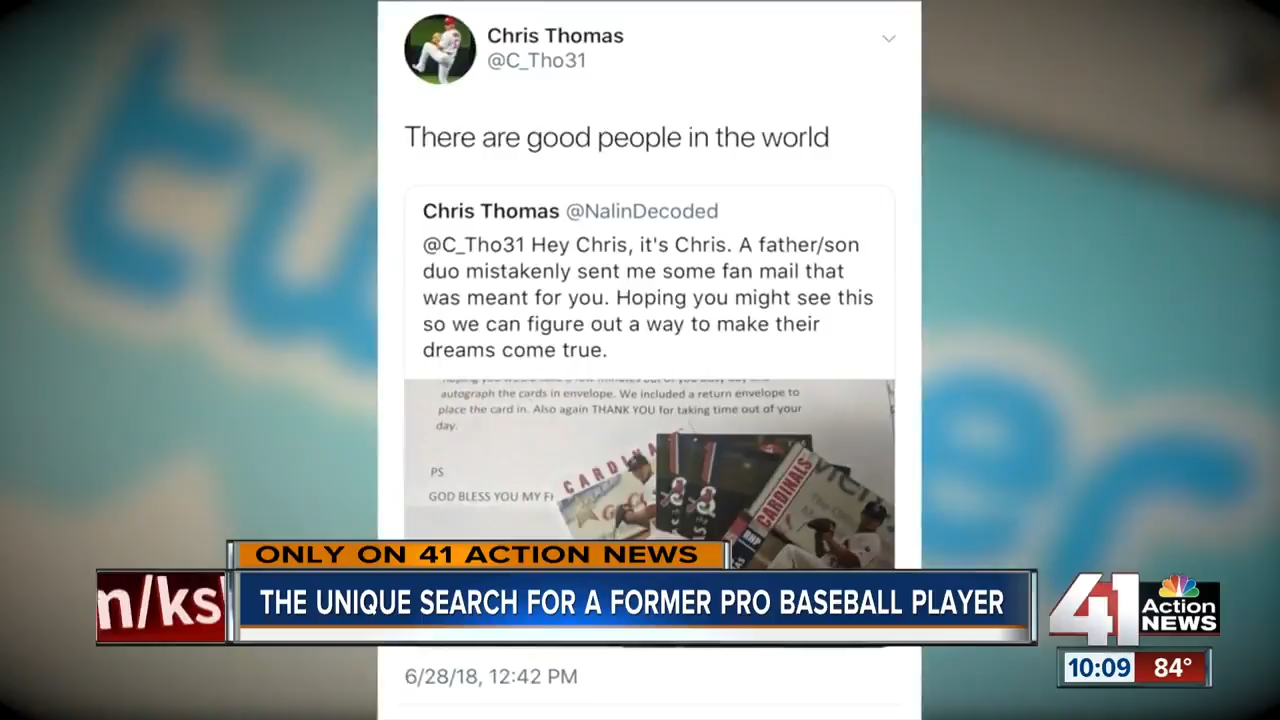 Chris Thomas
@C_Tho31
There are good people in the world
Chris Thomas @NalinDecoded
@C_Tho31 Hey Chris, it's Chris. A father/son
duo mistakenly sent me some fan mail that
was meant for you. Hoping you might see this
so we can figure out a way to make their
dreams come true.
autograph the cards in envelope. We included a return envelope to
place the card in. Also again THANK YOU for taking time out of your
day.
PS
GOD BLESS YOU MY
CARDINALS
ONLY ON 41 ACTION NEWS
n/ks
THE UNIQUE SEARCH FOR A FORMER PRO BASEBALL PLAYER
41 Action
NEWS
10:09 84°
6/28/18, 12:42 PM